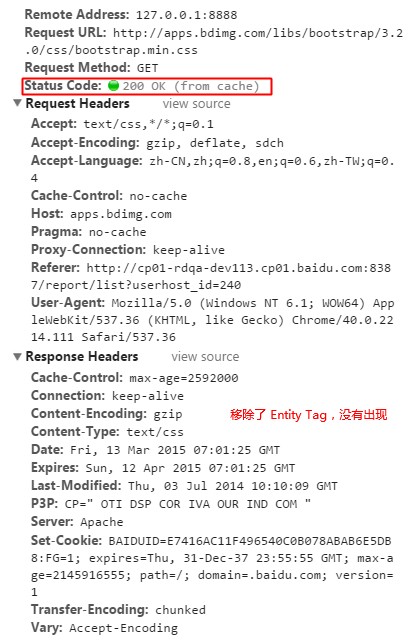 Remote Address: 127.0.0.1:8888
Request URL: http://apps.bdimg.com/libs/bootstrap/3.2
.0/css/bootstrap.min.css
Request Method: GET
Status Code: 200 OK (from cache)
Request Headers view source
Accept: text/css,*/*;q=0.1
Accept-Encoding: gzip, deflate, sdch
Accept-Language: zh-CN,zh;q=0.8,en;q=0.6,zh-TW;q=0.
4
Cache-Control: no-cache
Host: apps.bdimg.com
Pragma: no-cache
Proxy-Connection: keep-alive
Referer: http://cp01-rdqa-dev113.cp01.baidu.com:838
7/report/list?userhost_id=240
User-Agent: Mozilla/5.0 (Windows NT 6.1; WOW64) App
leWebKit/537.36 (KHTML, like Gecko) Chrome/40.0.22
14.111 Safari/537.36
Response Headers view source
Cache-Control: max-age=2592000
Connection: keep-alive
Content-Encoding: gzip 移除了 Entity Tag，没有出现
Content-Type: text/css
Date: Fri, 13 Mar 2015 07:01:25 GMT
Expires: Sun, 12 Apr 2015 07:01:25 GMT
Last-Modified: Thu, 03 Jul 2014 10:10:09 GMT
P3P: CP=" OTI DSP COR IVA OUR IND COM "
Server: Apache
Set-Cookie: BAIDUID=E7416AC11F496540C0B078ABAB6E5DB
8:FG=1; expires=Thu, 31-Dec-37 23:55:55 GMT; max-a
ge=2145916555; path=/; domain=.baidu.com; version=
1
Transfer-Encoding: chunked
Vary: Accept-Encoding